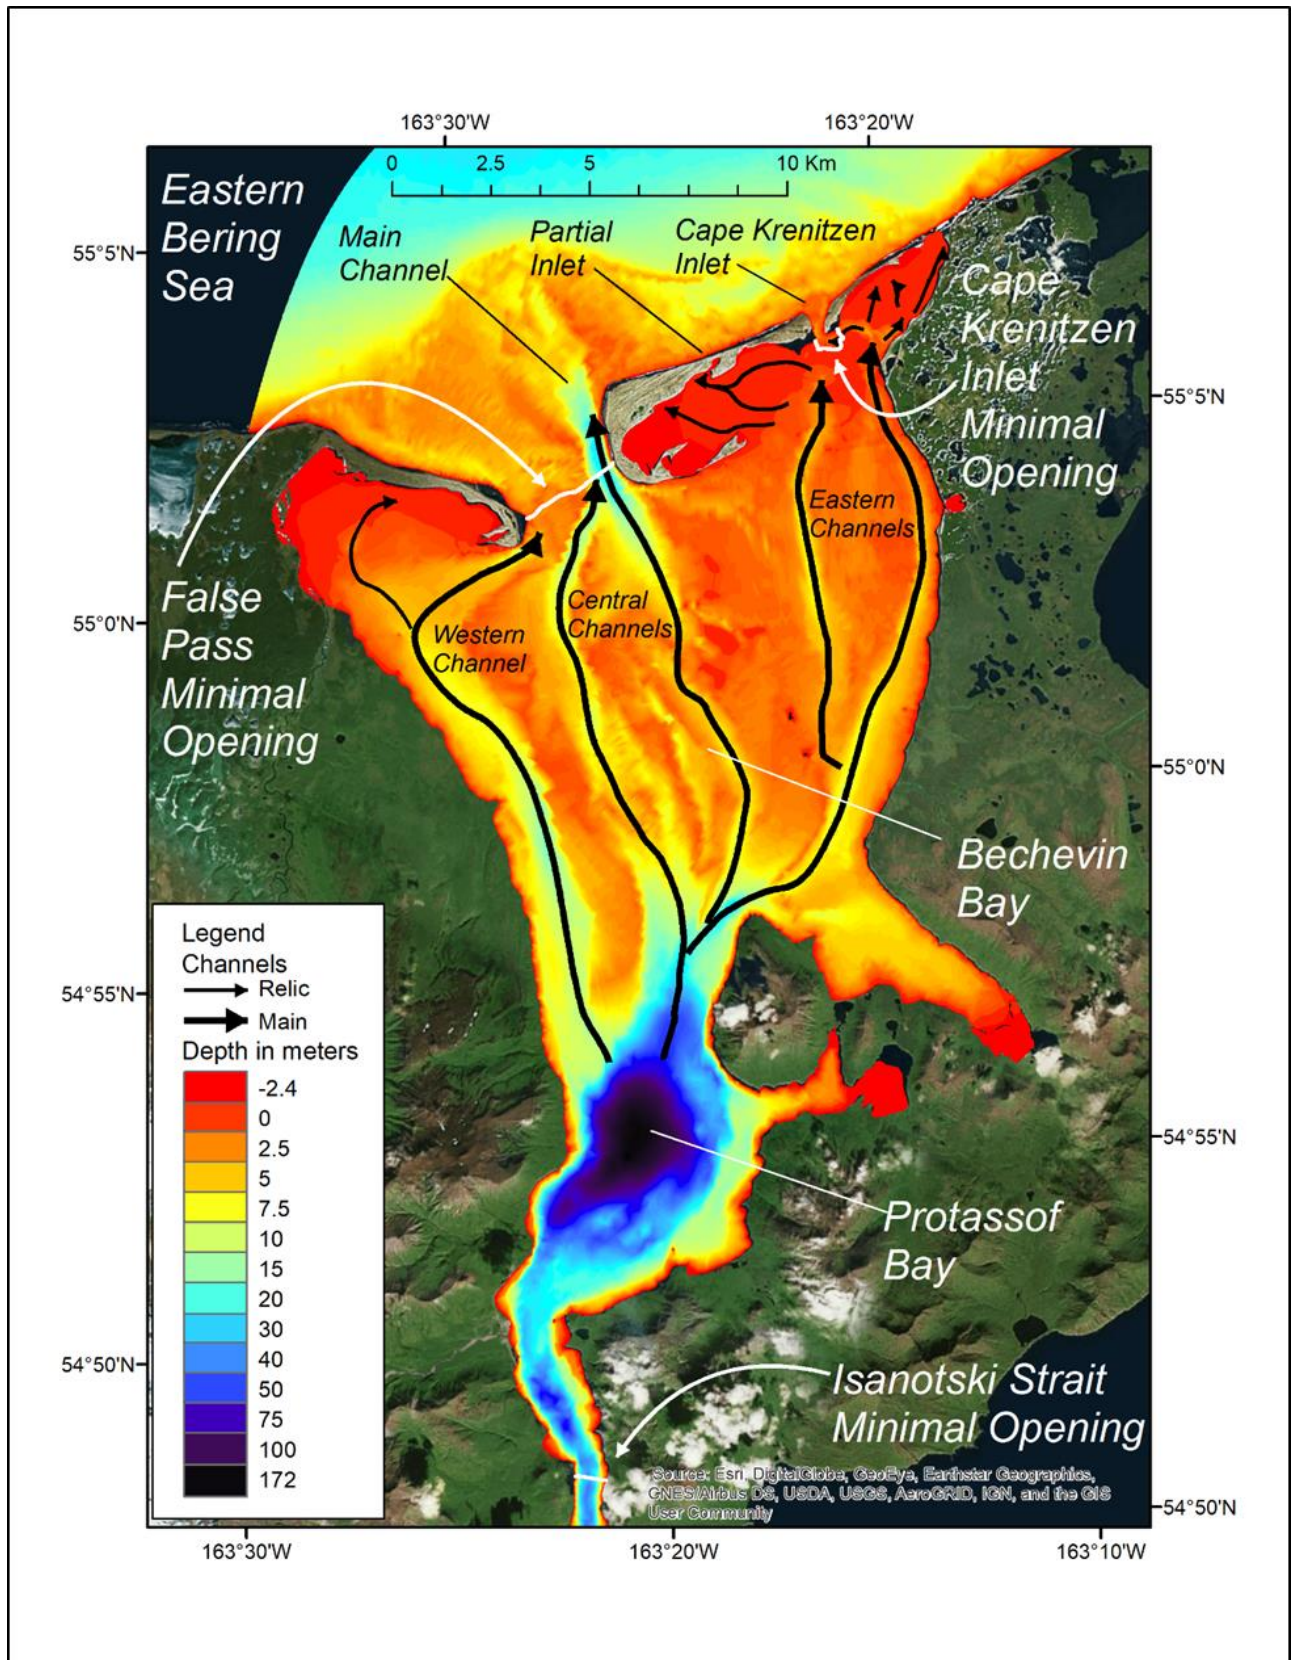 163°30'W
163°20'W
0 2.5 5 10 Km
Eastern
Bering
Sea
Main
Channel
Partial
Inlet
Cape Krenitzen
Inlet
55°5'N
Cape
Krenitzen
Inlet
Minimal
Opening
55°5'N
Eastern
Channels
False
Pass
Minimal
Opening
Central
Channels
Western
Channel
55°0'N
55°0'N
Bechevin
Bay
Legend
Channels
Relic
Main
Depth in meters
-2.4
0
2.5
5
7.5
10
15
20
30
40
50
75
100
172
54°55'N
54°55'N
Protassof
Bay
54°50'N
Isanotski Strait
Minimal Opening
Source: Esri, DigitalGlobe, GeoEye, Earthstar Geographics,
CNES/Airbus DS, USDA, USGS, AeroGRID, IGN, and the GIS
User Community
54°50'N
163°30'W
163°20'W
163°10'W